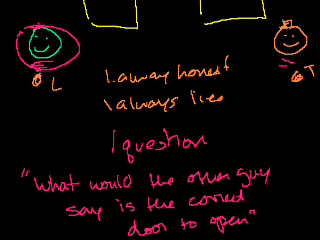 L
T
1 always honest
1 always lies
1 question
"what would the other guy
say is the correct
door to open"